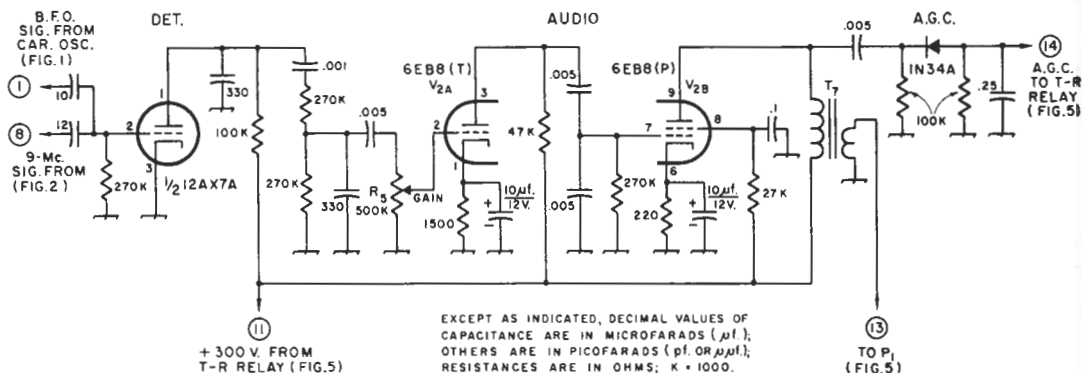 B.F.O.
SIG. FROM
CAR. OSC.
(FIG.1)
DET.
AUDIO
A.G.C.
1
10
8
12
9-Mc.
SIG. FROM
(FIG.2)
270K
1
2
3
½12AX7A
330
100K
.001
270K
270K
330
.005
R5
500K
GAIN
6EB8(T)
V2A
3
2
1
1500
10µf.
12V.
+
-
47K
.005
.005
270K
6EB8(P)
V2B
9
7
8
6
220
10µf.
12V.
+
-
.1
27K
T7
.005
1N34A
100K
.25
14
A.G.C.
TO T-R
RELAY
(FIG.5)
11
+300 V. FROM
T-R RELAY (FIG.5)
EXCEPT AS INDICATED, DECIMAL VALUES OF
CAPACITANCE ARE IN MICROFARADS (µf.);
OTHERS ARE IN PICOFARADS (pf. OR µµf.);
RESISTANCES ARE IN OHMS; K = 1000.
13
TO P1
(FIG.5)